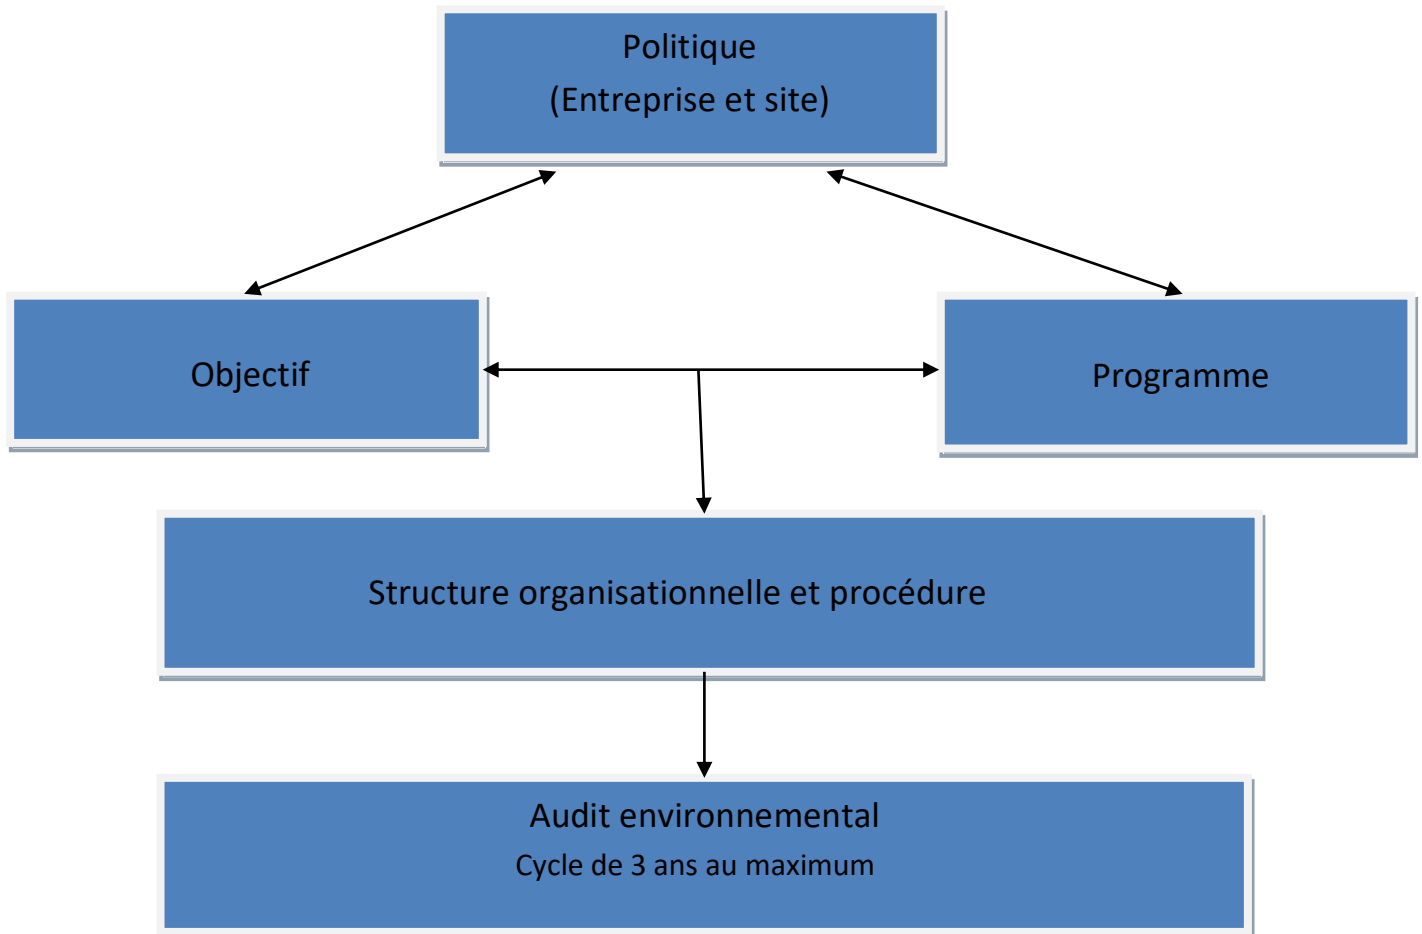 Politique
(Entreprise et site)
Objectif
Programme
Structure organisationnelle et procédure
Audit environnemental
Cycle de 3 ans au maximum